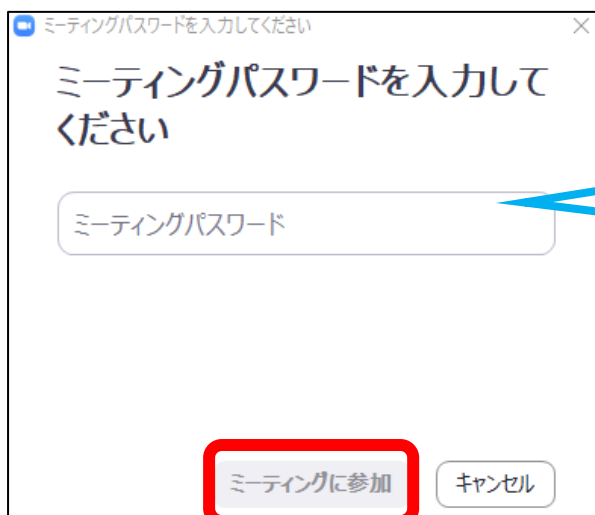 ミーティングパスワードを入力してください
ミーティングパスワードを入力して
ください
ミーティングパスワード
ミーティングに参加
キャンセル